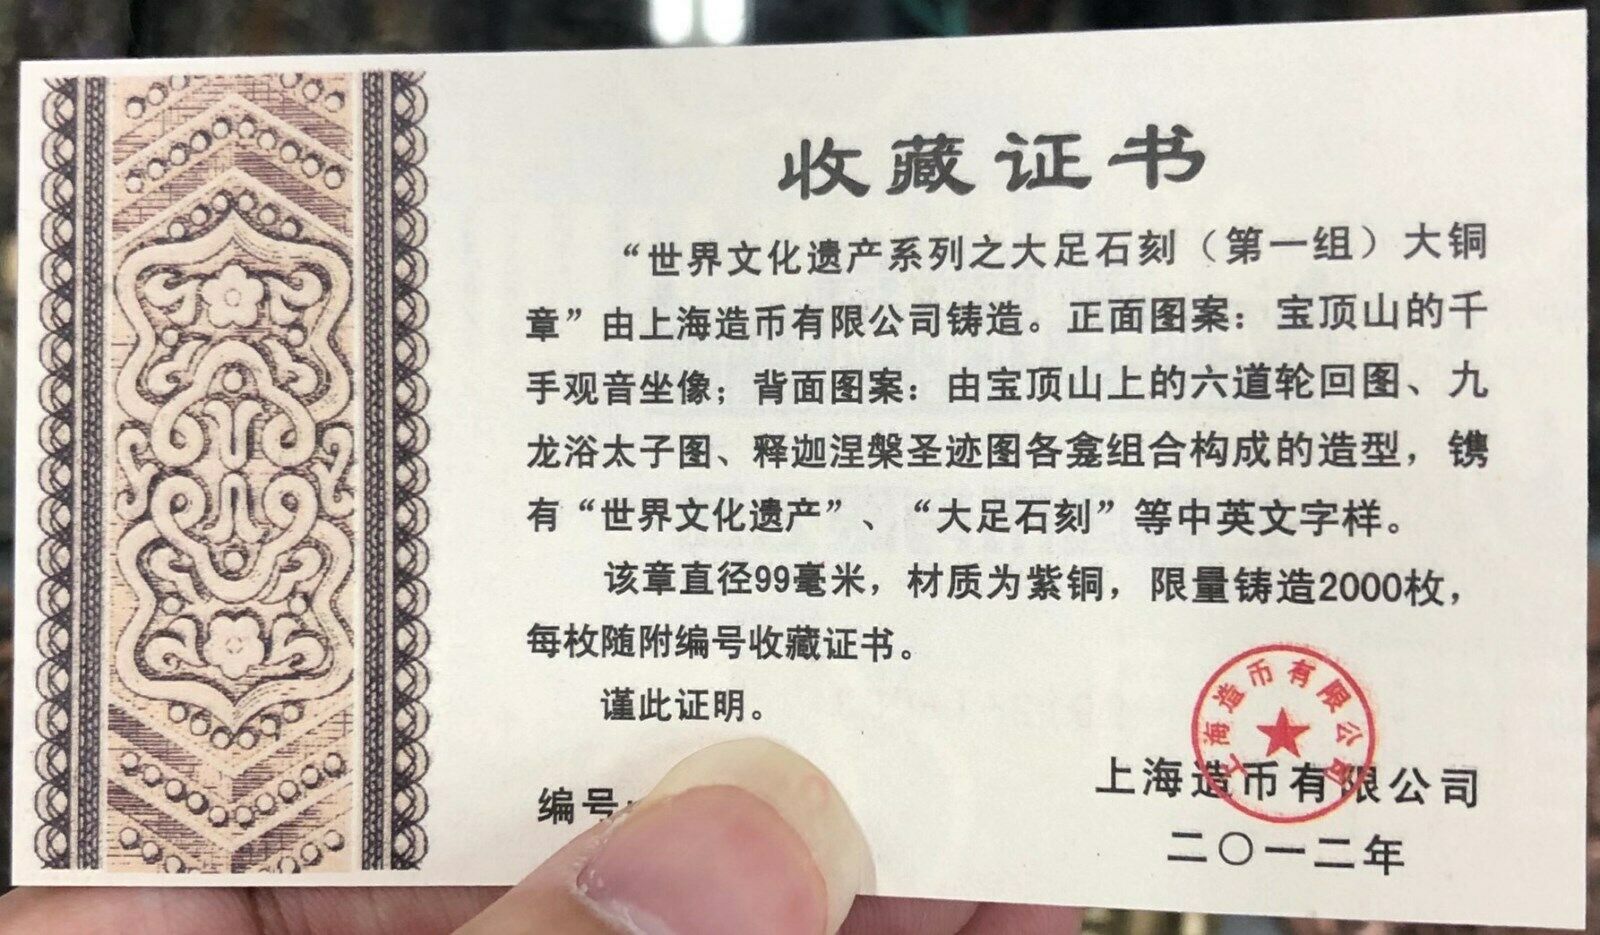 收藏证书
“世界文化遗产系列之大足石刻（第一组）大铜
章”由上海造币有限公司铸造。正面图案：宝顶山的千
手观音坐像；背面图案：由宝顶山上的六道轮回图、九
龙浴太子图、释迦涅槃圣迹图各龛组合构成的造型，镌
有“世界文化遗产”、“大足石刻”等中英文字样。
该章直径99毫米，材质为紫铜，限量铸造2000枚，
每枚随附编号收藏证书。
谨此证明。
编号:
上海造币有限公司
上海造币有限公司
二〇一二年